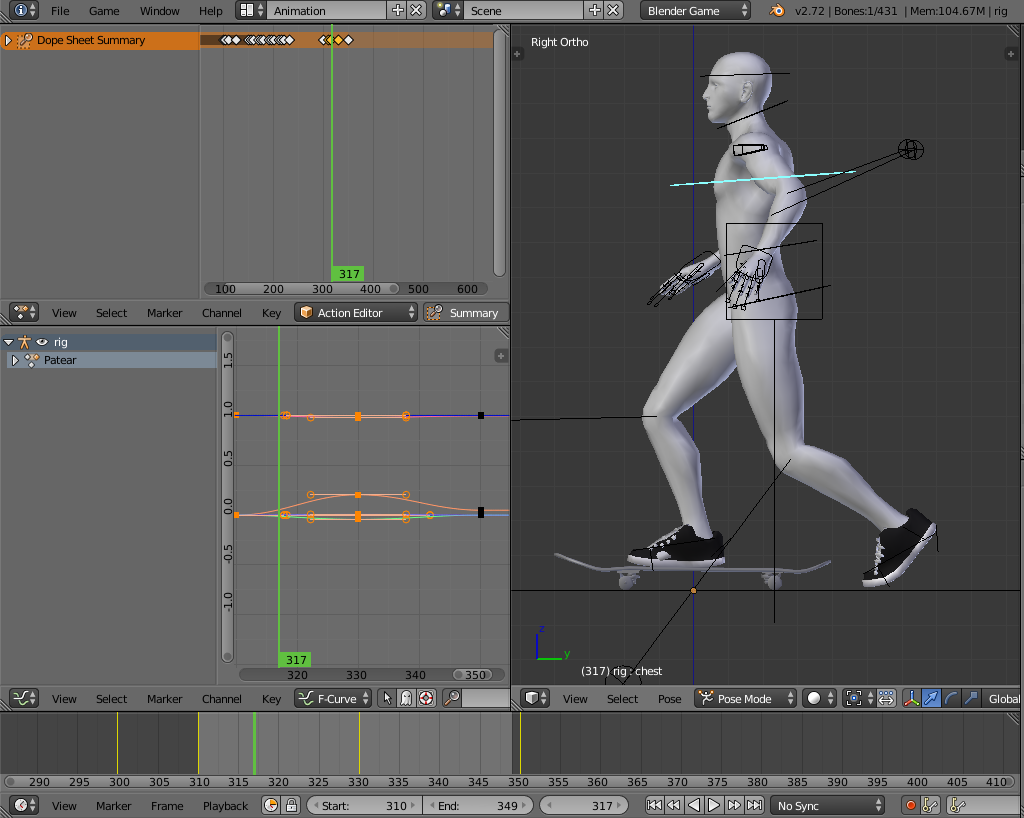 File Game Window Help Animation Scene Blender Game v2.72 | Bones:1/431 | Mem:104.67M | rig
Dope Sheet Summary
317
100 200 300 400 500 600
View Select Marker Channel Key Action Editor Summary
rig
Patear
1.5
1.0
0.5
0.0
-0.5
-1.0
317
320 330 340 350
View Select Marker Channel Key F-Curve
Right Ortho
z
y
(317) rig : chest
View Select Pose Pose Mode Global
290 295 300 305 310 315 320 325 330 335 340 345 350 355 360 365 370 375 380 385 390 395 400 405 410
View Marker Frame Playback Start: 310 End: 349 317 No Sync